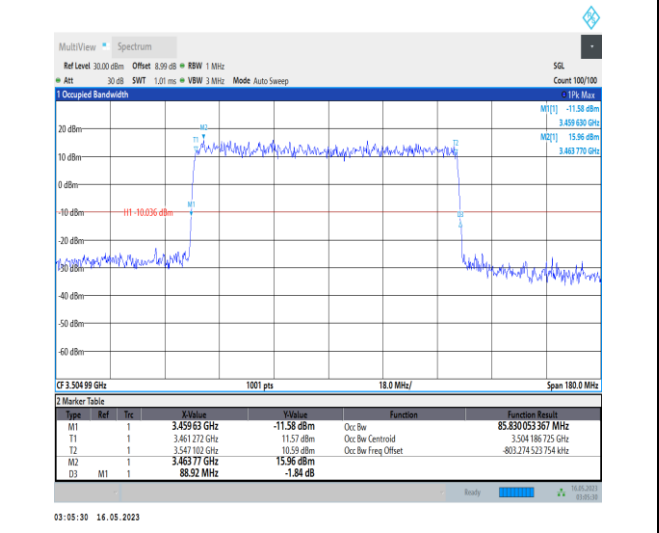 MultiView Spectrum
Ref Level 30.00 dBm Offset 8.99 dB RBW 1 MHz SGL
Att 30 dB SWT 1.01 ms VBW 3 MHz Mode Auto Sweep Count 100/100
1 Occupied Bandwidth 1Pk Max
M1[1] -11.58 dBm
3.459 630 GHz
M2[1] 15.96 dBm
3.463 770 GHz
20 dBm
M2
T1
T2
10 dBm
0 dBm
M1
-10 dBm
H1 -10.036 dBm
D3
-20 dBm
-30 dBm
-40 dBm
-50 dBm
-60 dBm
CF 3.504 99 GHz 1001 pts 18.0 MHz/ Span 180.0 MHz
2 Marker Table
Type Ref Trc X-Value Y-Value Function Function Result
M1 1 3.459 63 GHz -11.58 dBm Occ Bw 85.830 053 367 MHz
T1 1 3.461 272 GHz 11.57 dBm Occ Bw Centroid 3.504 186 725 GHz
T2 1 3.547 102 GHz 10.59 dBm Occ Bw Freq Offset -803.274 523 754 kHz
M2 1 3.463 77 GHz 15.96 dBm
D3 M1 1 88.92 MHz -1.84 dB
Ready 16.05.2023
03:05:30
03:05:30 16.05.2023